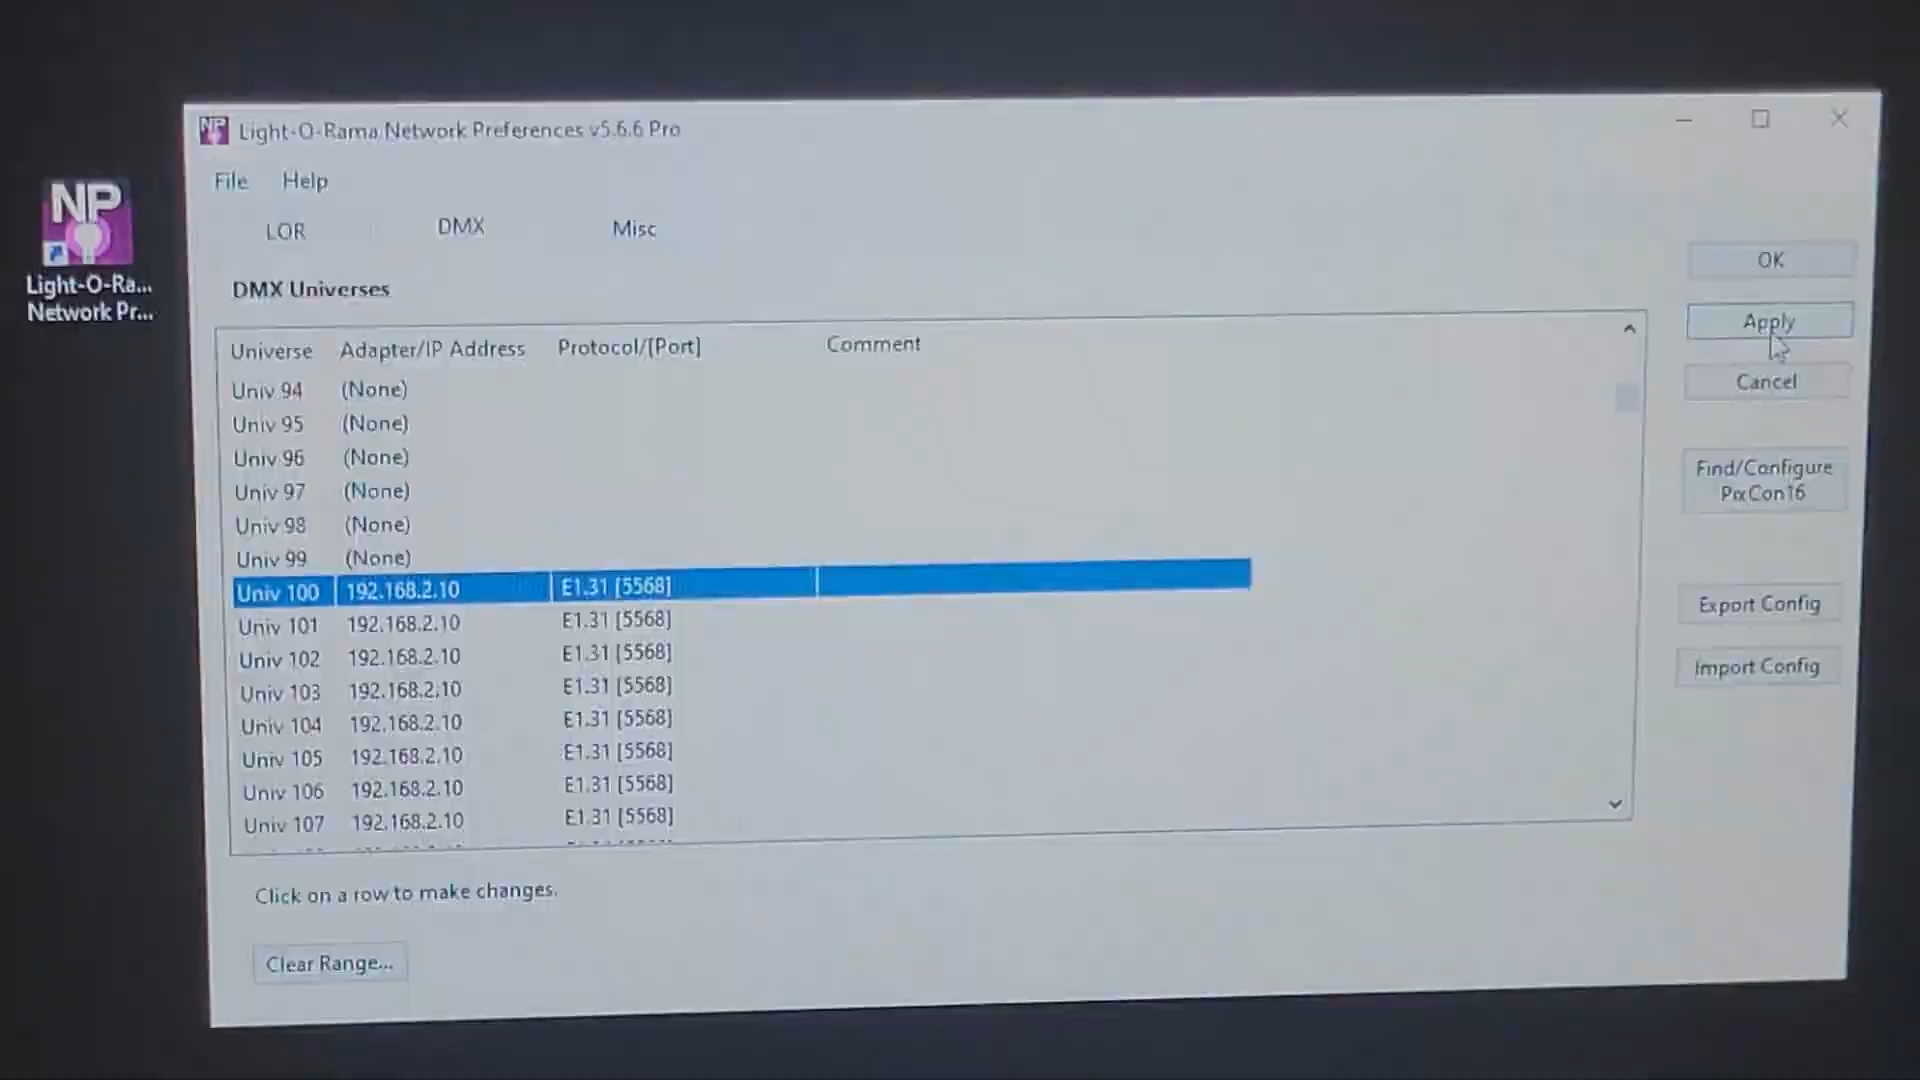 NP
Light-O-Ra...
Network Pr...
NP Light-O-Rama Network Preferences v5.6.6 Pro
File Help
LOR DMX Misc
DMX Universes
Universe Adapter/IP Address Protocol/[Port] Comment
Univ 94 (None)
Univ 95 (None)
Univ 96 (None)
Univ 97 (None)
Univ 98 (None)
Univ 99 (None)
Univ 100 192.168.2.10 E1.31 [5568]
Univ 101 192.168.2.10 E1.31 [5568]
Univ 102 192.168.2.10 E1.31 [5568]
Univ 103 192.168.2.10 E1.31 [5568]
Univ 104 192.168.2.10 E1.31 [5568]
Univ 105 192.168.2.10 E1.31 [5568]
Univ 106 192.168.2.10 E1.31 [5568]
Univ 107 192.168.2.10 E1.31 [5568]
Click on a row to make changes.
Clear Range...
OK
Apply
Cancel
Find/Configure
PixCon16
Export Config
Import Config